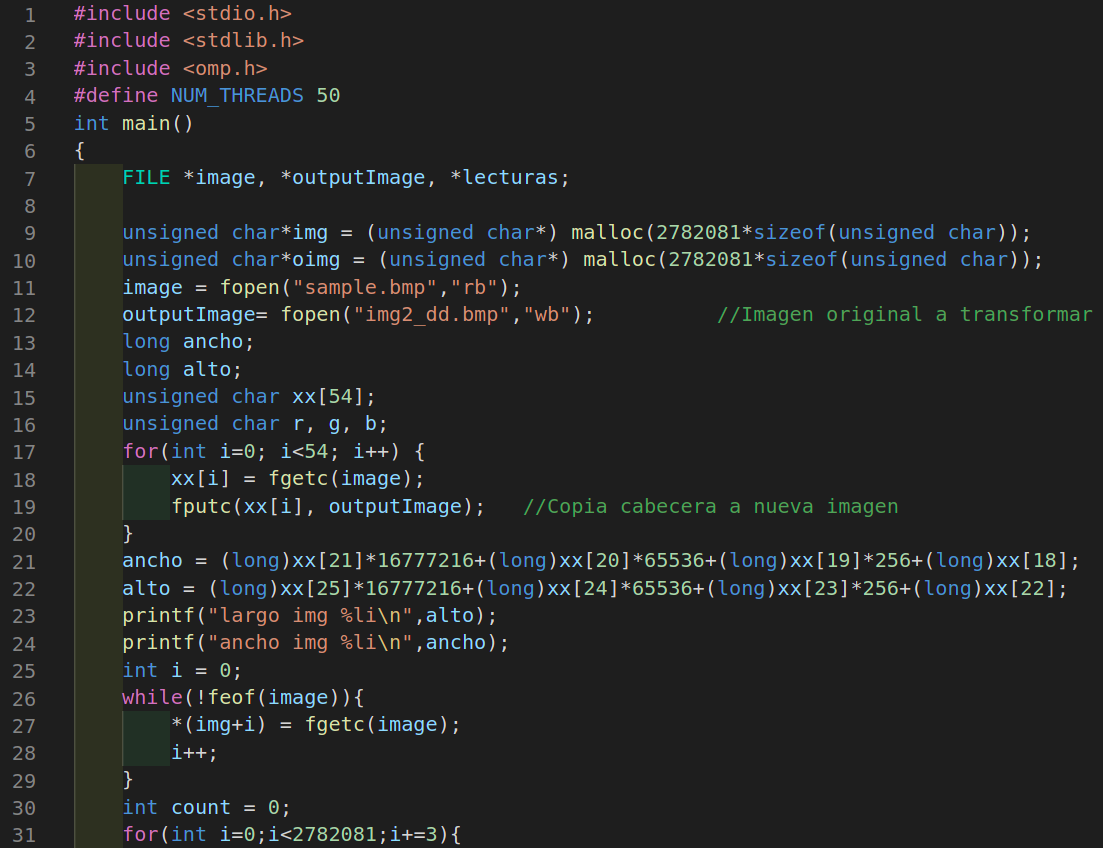 1 #include <stdio.h>
2 #include <stdlib.h>
3 #include <omp.h>
4 #define NUM_THREADS 50
5 int main()
6 {
7     FILE *image, *outputImage, *lecturas;
8
9     unsigned char*img = (unsigned char*) malloc(2782081*sizeof(unsigned char));
10     unsigned char*oimg = (unsigned char*) malloc(2782081*sizeof(unsigned char));
11     image = fopen("sample.bmp","rb");
12     outputImage= fopen("img2_dd.bmp","wb");          //Imagen original a transformar
13     long ancho;
14     long alto;
15     unsigned char xx[54];
16     unsigned char r, g, b;
17     for(int i=0; i<54; i++) {
18         xx[i] = fgetc(image);
19         fputc(xx[i], outputImage);   //Copia cabecera a nueva imagen
20     }
21     ancho = (long)xx[21]*16777216+(long)xx[20]*65536+(long)xx[19]*256+(long)xx[18];
22     alto = (long)xx[25]*16777216+(long)xx[24]*65536+(long)xx[23]*256+(long)xx[22];
23     printf("largo img %li\n",alto);
24     printf("ancho img %li\n",ancho);
25     int i = 0;
26     while(!feof(image)){
27         *(img+i) = fgetc(image);
28         i++;
29     }
30     int count = 0;
31     for(int i=0;i<2782081;i+=3){